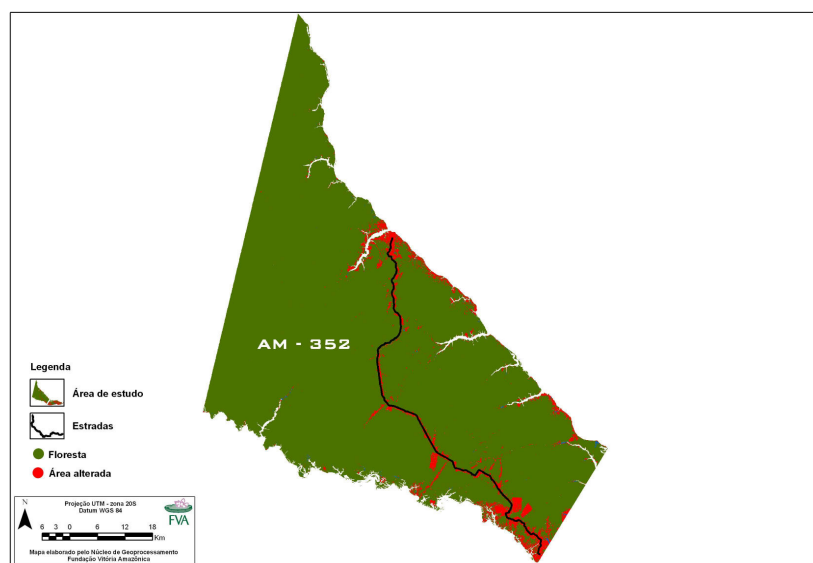 AM - 352
Legenda
Área de estudo
Estradas
Floresta
Área alterada
N
Projeção UTM - zona 20S
Datum WGS 84
FVA
6 3 0 6 12 18
Km
Mapa elaborado pelo Núcleo de Geoprocessamento
Fundação Vitória Amazônica